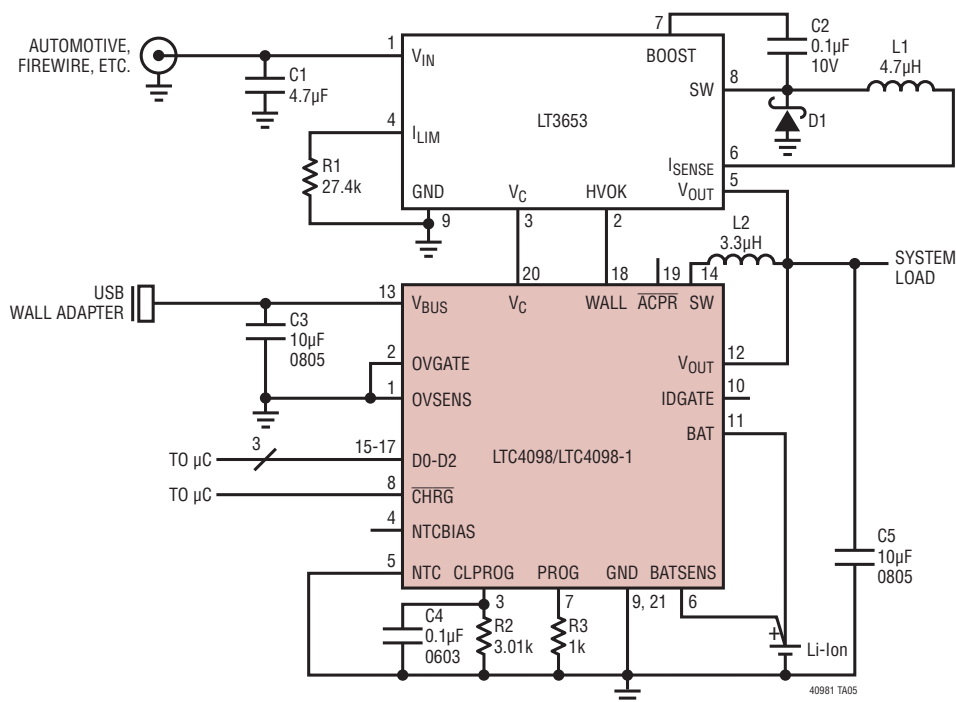 AUTOMOTIVE,
FIREWIRE, ETC.
C1
4.7µF
1
VIN
7
BOOST
C2
0.1µF
10V
L1
4.7µH
8
SW
D1
LT3653
4
ILIM
R1
27.4k
6
ISENSE
5
VOUT
GND
9
VC
3
HVOK
2
L2
3.3µH
SYSTEM
LOAD
USB
WALL ADAPTER
C3
10µF
0805
13
VBUS
20
VC
18
WALL
19
ACPR
14
SW
2
OVGATE
1
OVSENS
12
VOUT
10
IDGATE
11
BAT
TO µC
3
15-17
D0-D2
LTC4098/LTC4098-1
TO µC
8
CHRG
4
NTCBIAS
5
NTC
CLPROG
PROG
GND
BATSENS
3
7
9, 21
6
C4
0.1µF
0603
R2
3.01k
R3
1k
C5
10µF
0805
+
Li-Ion
40981 TA05